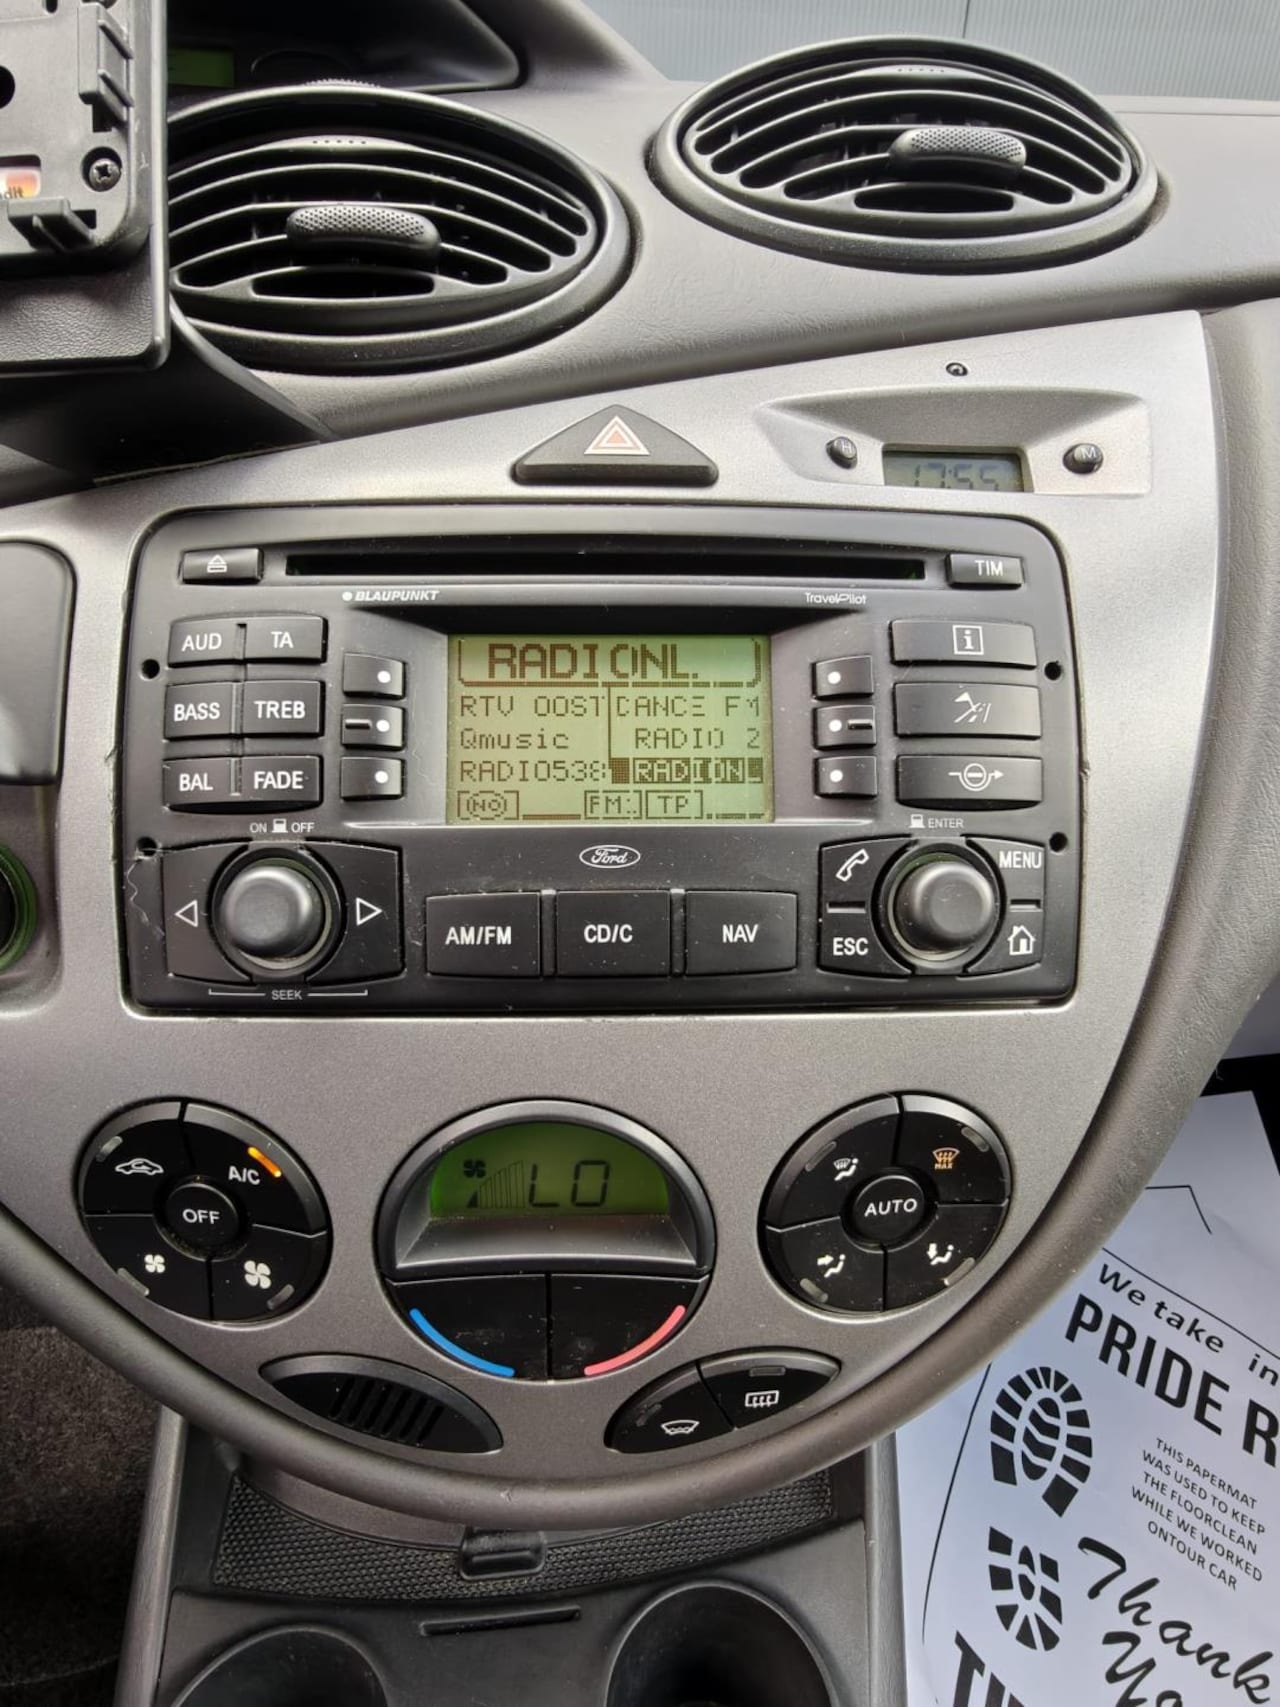 H
17:55
M
TIM
BLAUPUNKT
TravelPilot
AUD TA
i
RADIONL.
BASS TREB
RTV OOST DANCE FM
Qmusic RADIO 2
BAL FADE
RADIO538 RADION
FM TP
ON OFF
ENTER
Ford
MENU
AM/FM CD/C NAV
ESC
SEEK
A/C
MAX
OFF
LO
AUTO
We take in
PRIDE R
THIS PAPERMAT
WAS USED TO KEEP
THE FLOORCLEAN
WHILE WE WORKED
ONTOUR CAR
Thank